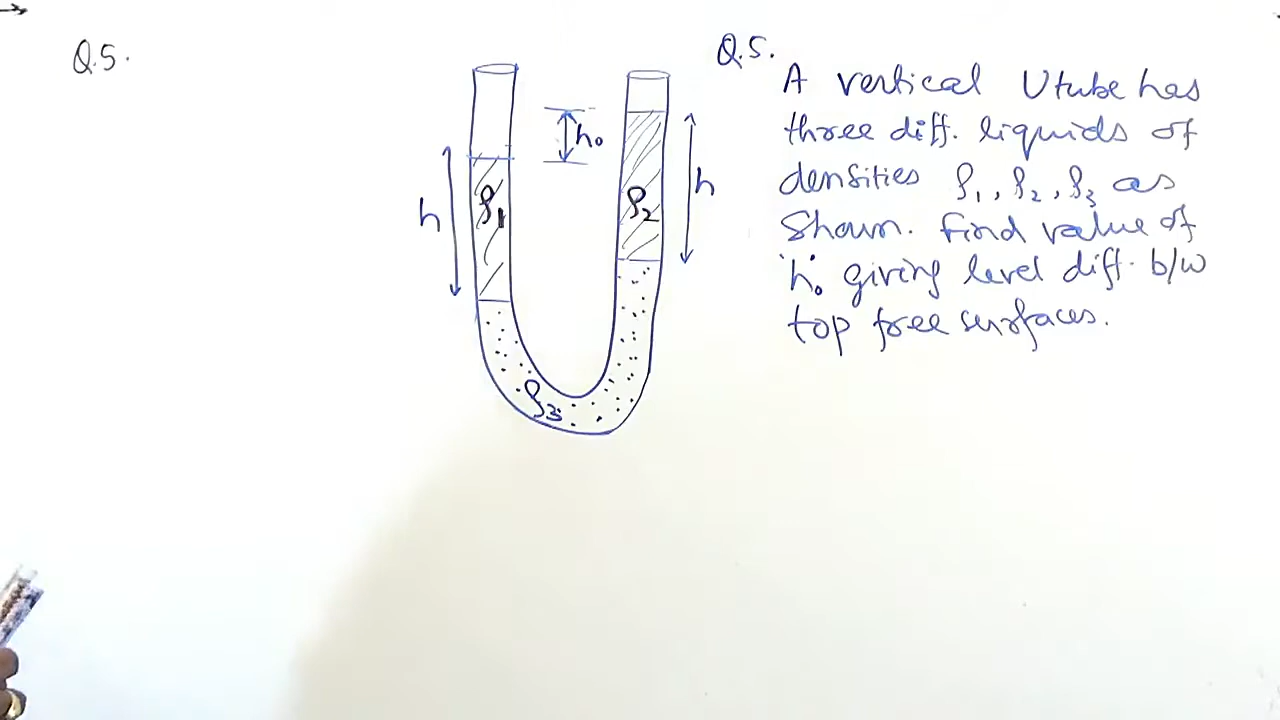 Q.5.
h
ρ₁
h₀
ρ₂
h
ρ₃
Q.5.
A vertical Utube has
three diff. liquids of
densities ρ₁, ρ₂, ρ₃ as
Shown. Find value of
'h₀' giving level diff. b/w
top free surfaces.